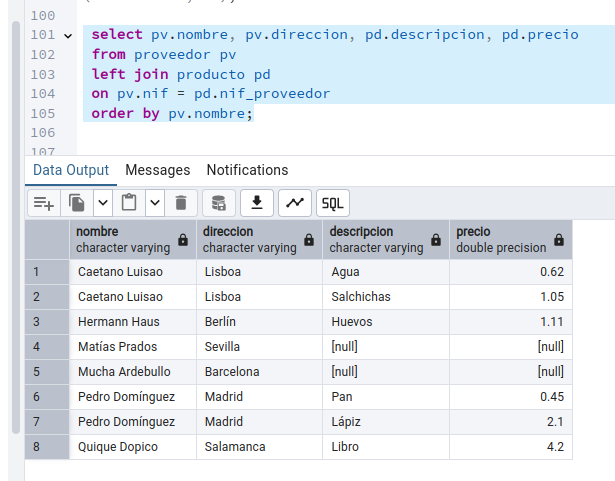 100
101 select pv.nombre, pv.direccion, pd.descripcion, pd.precio
102 from proveedor pv
103 left join producto pd
104 on pv.nif = pd.nif_proveedor
105 order by pv.nombre;
106
107
Data Output Messages Notifications
SQL
nombre direccion descripcion precio
character varying character varying character varying double precision
1 Caetano Luisao Lisboa Agua 0.62
2 Caetano Luisao Lisboa Salchichas 1.05
3 Hermann Haus Berlín Huevos 1.11
4 Matías Prados Sevilla [null] [null]
5 Mucha Ardebullo Barcelona [null] [null]
6 Pedro Domínguez Madrid Pan 0.45
7 Pedro Domínguez Madrid Lápiz 2.1
8 Quique Dopico Salamanca Libro 4.2